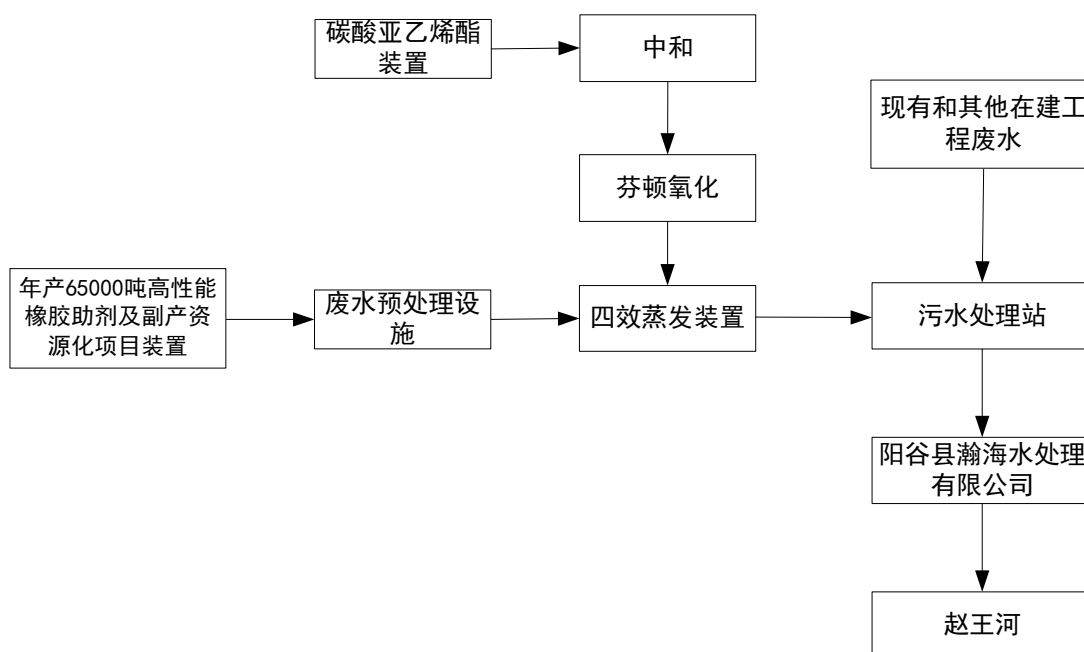 碳酸亚乙烯酯
装置
中和
现有和其他在建工
程废水
芬顿氧化
年产65000吨高性能
橡胶助剂及副产资
源化项目装置
废水预处理设
施
四效蒸发装置
污水处理站
阳谷县瀚海水处理
有限公司
赵王河